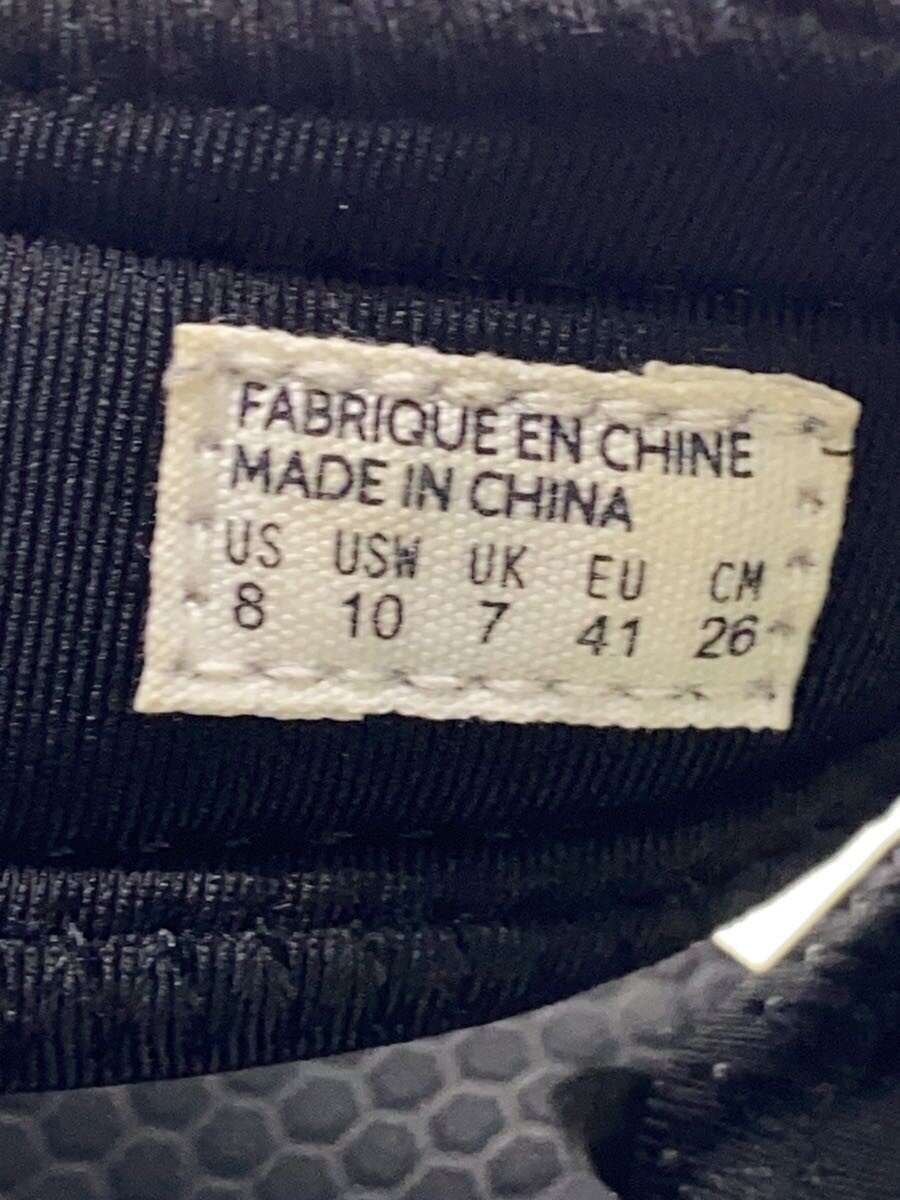 FABRIQUE EN CHINE
MADE IN CHINA
US USW UK EU CM
8 10 7 41 26